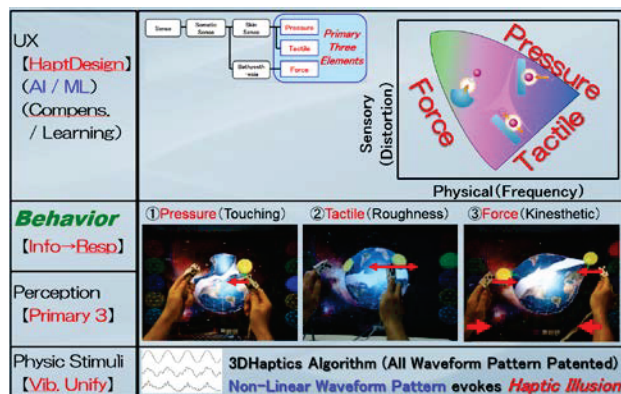 UX
【HaptDesign】
(AI / ML)
(Compens.
/ Learning)
Sense
Somatic
Sense
Skin
Sense
Pressure
Tactile
Force
Primary
Three
Elements
Sensory
(Distortion)
Force
Pressure
Tactile
Physical(Frequency)
Behavior
【Info→Resp】
①Pressure(Touching)
②Tactile(Roughness)
③Force(Kinesthetic)
Perception
【Primary 3】
Physic Stimuli
【Vib. Unify】
3DHaptics Algorithm (All Waveform Pattern Patented)
Non-Linear Waveform Pattern evokes Haptic Illusion